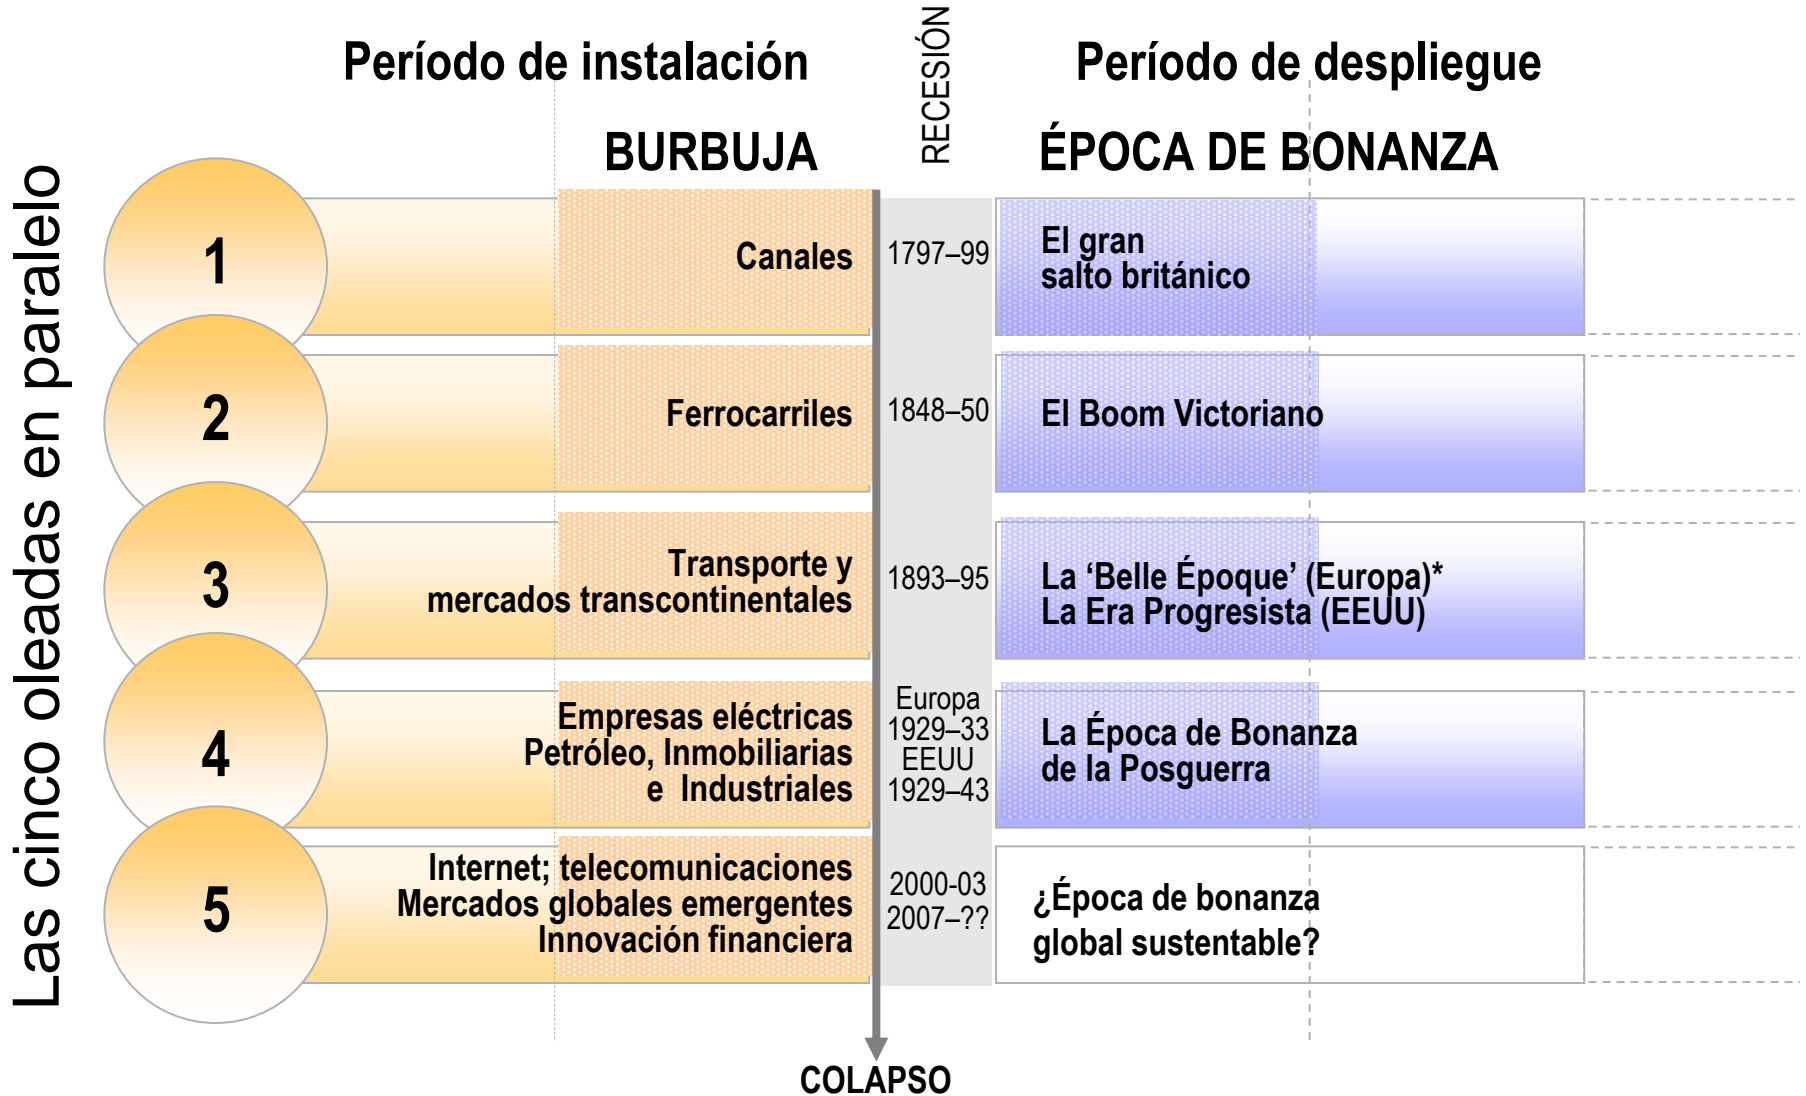 Las cinco oleadas en paralelo
Período de instalación
RECESIÓN
Período de despliegue
BURBUJA
ÉPOCA DE BONANZA
1
Canales
1797–99
El gran
salto británico
2
Ferrocarriles
1848–50
El Boom Victoriano
3
Transporte y
mercados transcontinentales
1893–95
La ‘Belle Époque’ (Europa)*
La Era Progresista (EEUU)
4
Empresas eléctricas
Petróleo, Inmobiliarias
e Industriales
Europa
1929–33
EEUU
1929–43
La Época de Bonanza
de la Posguerra
5
Internet; telecomunicaciones
Mercados globales emergentes
Innovación financiera
2000-03
2007–??
¿Época de bonanza
global sustentable?
COLAPSO